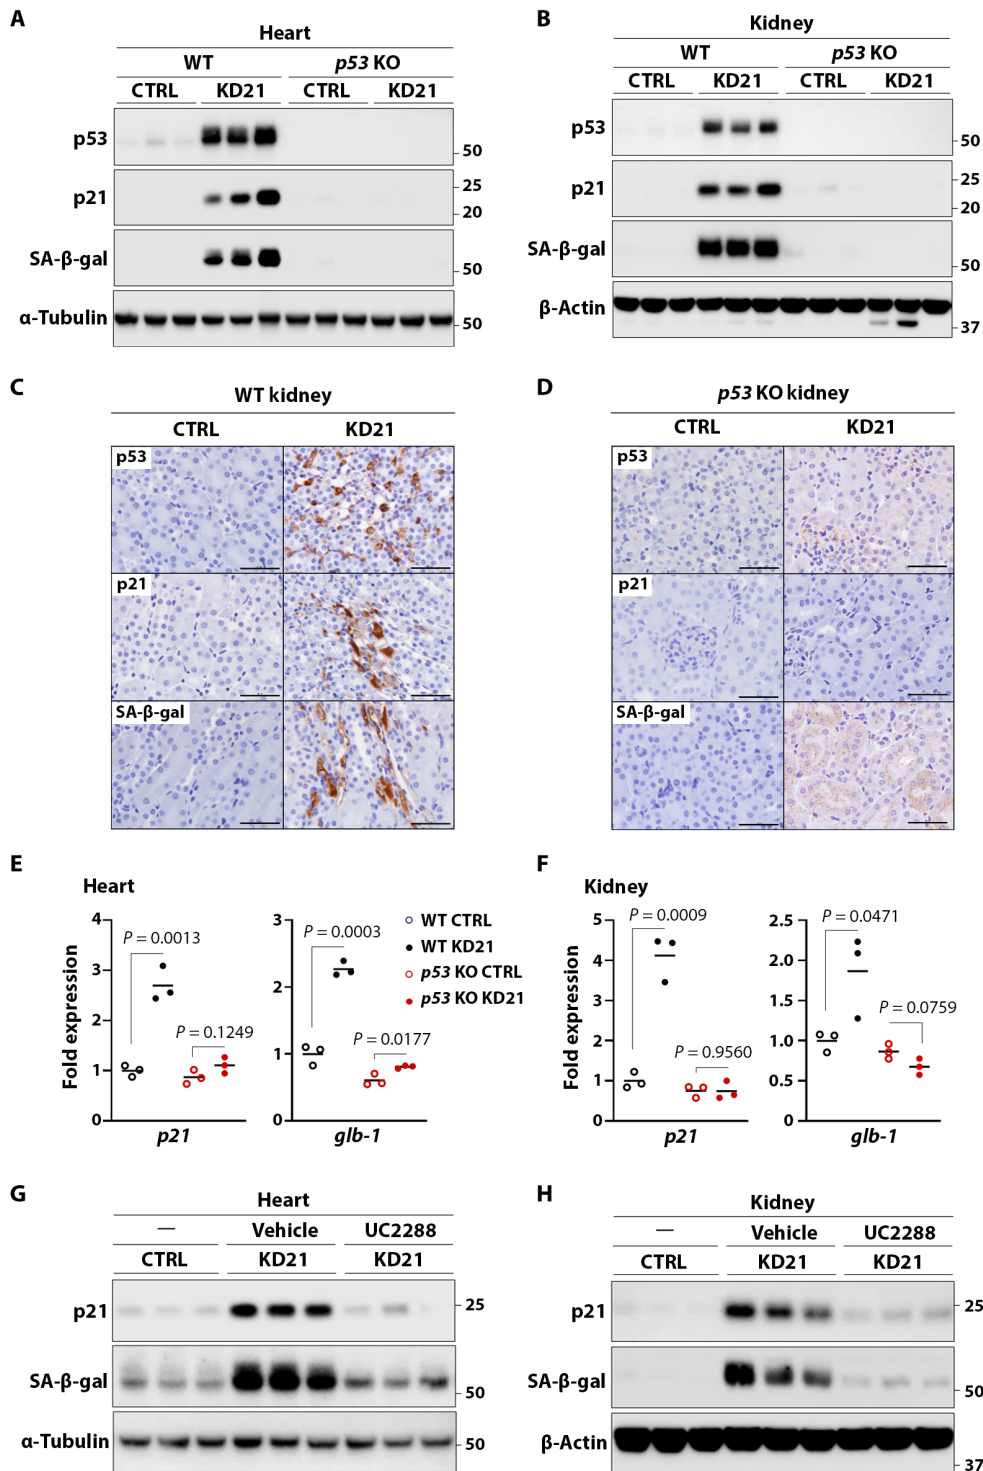 A
Heart
WT
p53 KO
CTRL
KD21
CTRL
KD21
p53
50
p21
25
20
SA-β-gal
50
α-Tubulin
50
B
Kidney
WT
p53 KO
CTRL
KD21
CTRL
KD21
p53
50
p21
25
20
SA-β-gal
50
β-Actin
37
C
WT kidney
CTRL
KD21
p53
p21
SA-β-gal
D
p53 KO kidney
CTRL
KD21
p53
p21
SA-β-gal
E
Heart
Fold expression
4
3
2
1
0
P = 0.0013
P = 0.1249
p21
3
2
1
0
P = 0.0003
P = 0.0177
glb-1
WT CTRL
WT KD21
p53 KO CTRL
p53 KO KD21
F
Kidney
Fold expression
5
4
3
2
1
0
P = 0.0009
P = 0.9560
p21
2.5
2.0
1.5
1.0
0.5
0
P = 0.0471
P = 0.0759
glb-1
G
Heart
—
Vehicle
UC2288
CTRL
KD21
KD21
p21
25
SA-β-gal
50
α-Tubulin
50
H
Kidney
—
Vehicle
UC2288
CTRL
KD21
KD21
p21
25
SA-β-gal
50
β-Actin
37